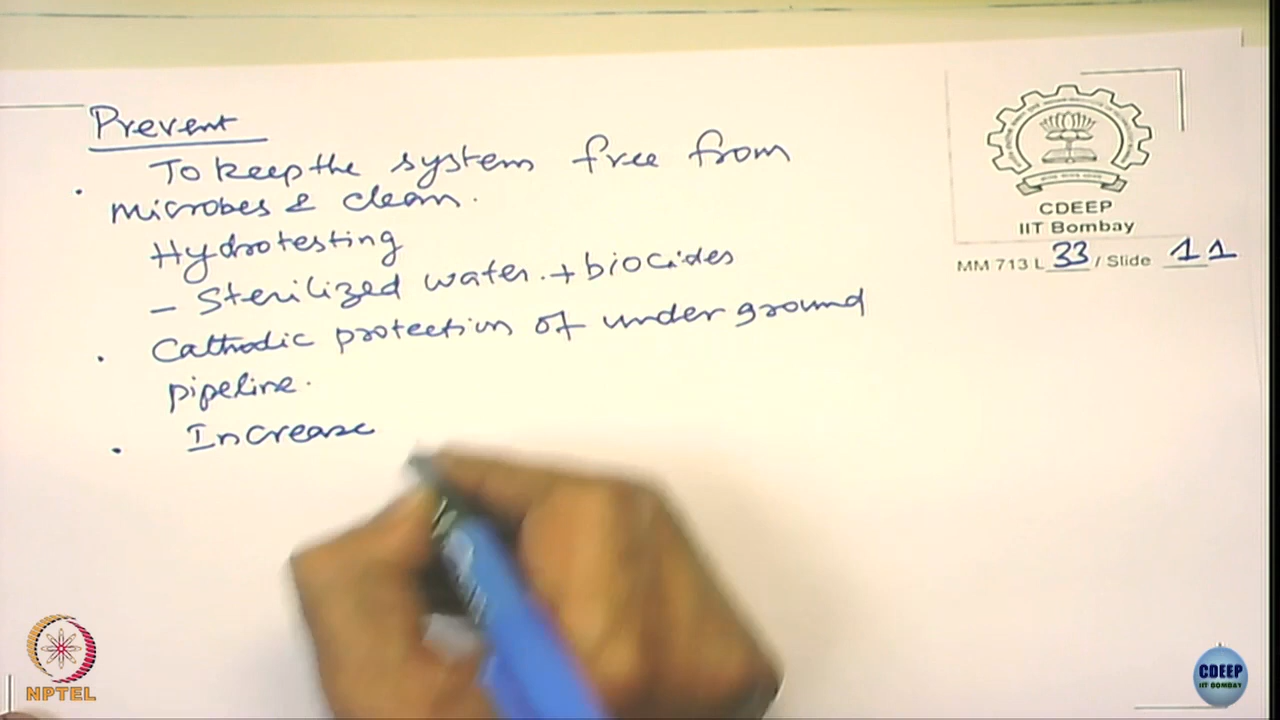 Prevent
To keep the system free from
microbes & clean.
Hydrotesting
- Sterilized water + biocides
. Cathodic protection of underground
pipeline.
. Increase
CDEEP
IIT Bombay
MM 713 L 33 / Slide 11
NPTEL
CDEEP
IIT BOMBAY